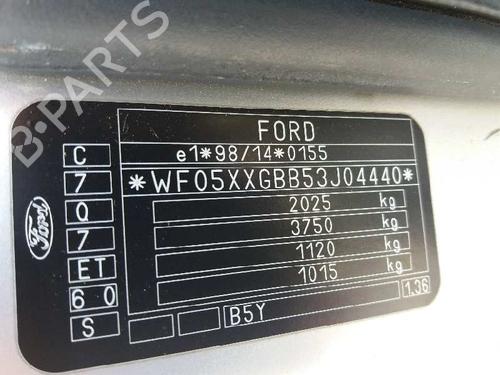 B-PARTS
FORD
e1*98/14*0155
*WF05XXGBB53J04440*
2025 kg
3750 kg
1120 kg
1015 kg
C
7
Q
7
ET
6 0
S
B5Y
1.36
Ford